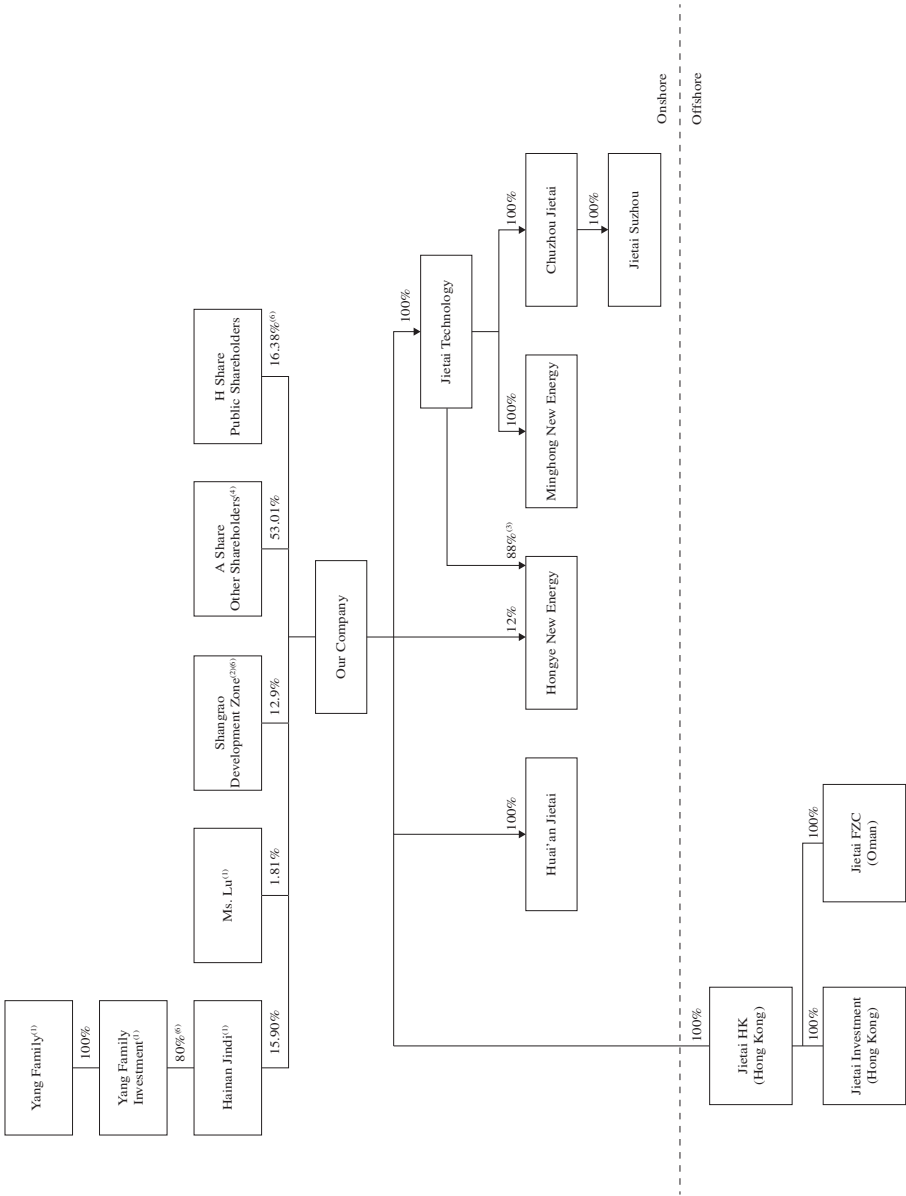 Yang Family(1)
100%
Yang Family
Investment(1)
80%(6)
Hainan Jindi(1)
Ms. Lu(1)
Shangrao
Development Zone(2)(6)
A Share
Other Shareholders(4)
H Share
Public Shareholders
15.90%
1.81%
12.9%
53.01%
16.38%(6)
Our Company
100%
Jietai Technology
100%
12%
88%(3)
100%
100%
Huai'an Jietai
Hongye New Energy
Minghong New Energy
Chuzhou Jietai
100%
Jietai Suzhou
Onshore
Offshore
100%
Jietai HK
(Hong Kong)
100%
100%
Jietai Investment
(Hong Kong)
Jietai FZC
(Oman)